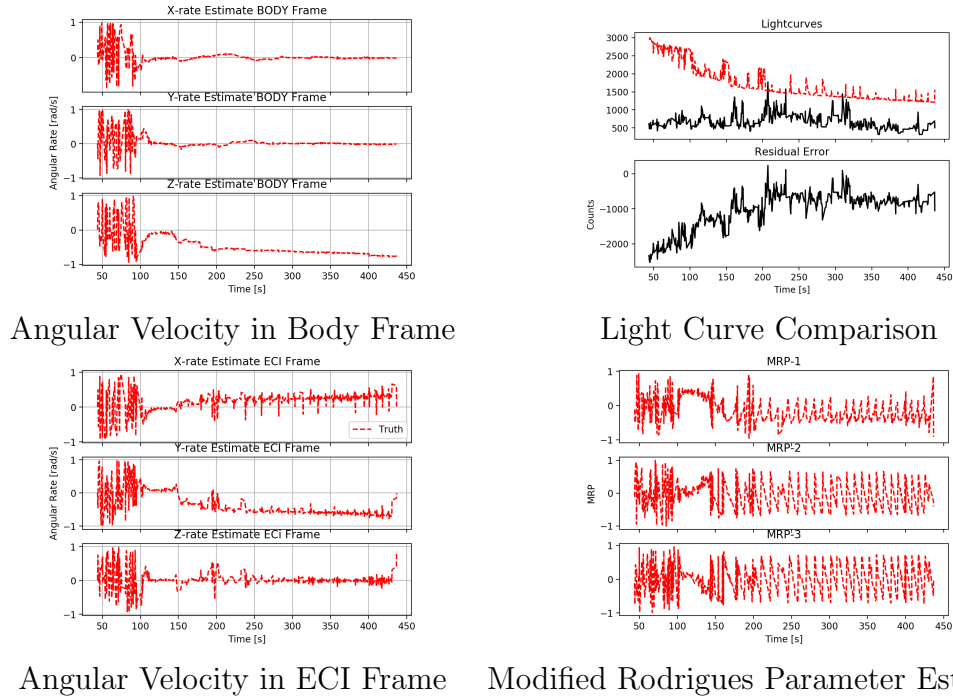 X-rate Estimate BODY Frame
1
0
Y-rate Estimate BODY Frame
1
0
Angular Rate [rad/s]
Z-rate Estimate BODY Frame
1
0
−1
50 100 150 200 250 300 350 400 450
Time [s]
Angular Velocity in Body Frame
Lightcurves
3000
2500
2000
1500
1000
500
Residual Error
0
−1000
−2000
Counts
50 100 150 200 250 300 350 400 450
Time [s]
Light Curve Comparison
X-rate Estimate ECI Frame
1
0
−1
Truth
Y-rate Estimate ECI Frame
1
0
−1
Angular Rate [rad/s]
Z-rate Estimate ECI Frame
1
0
−1
50 100 150 200 250 300 350 400 450
Time [s]
Angular Velocity in ECI Frame
MRP-1
1
0
−1
MRP-2
1
0
−1
MRP
MRP-3
1
0
−1
50 100 150 200 250 300 350 400 450
Time [s]
Modified Rodrigues Parameter Est